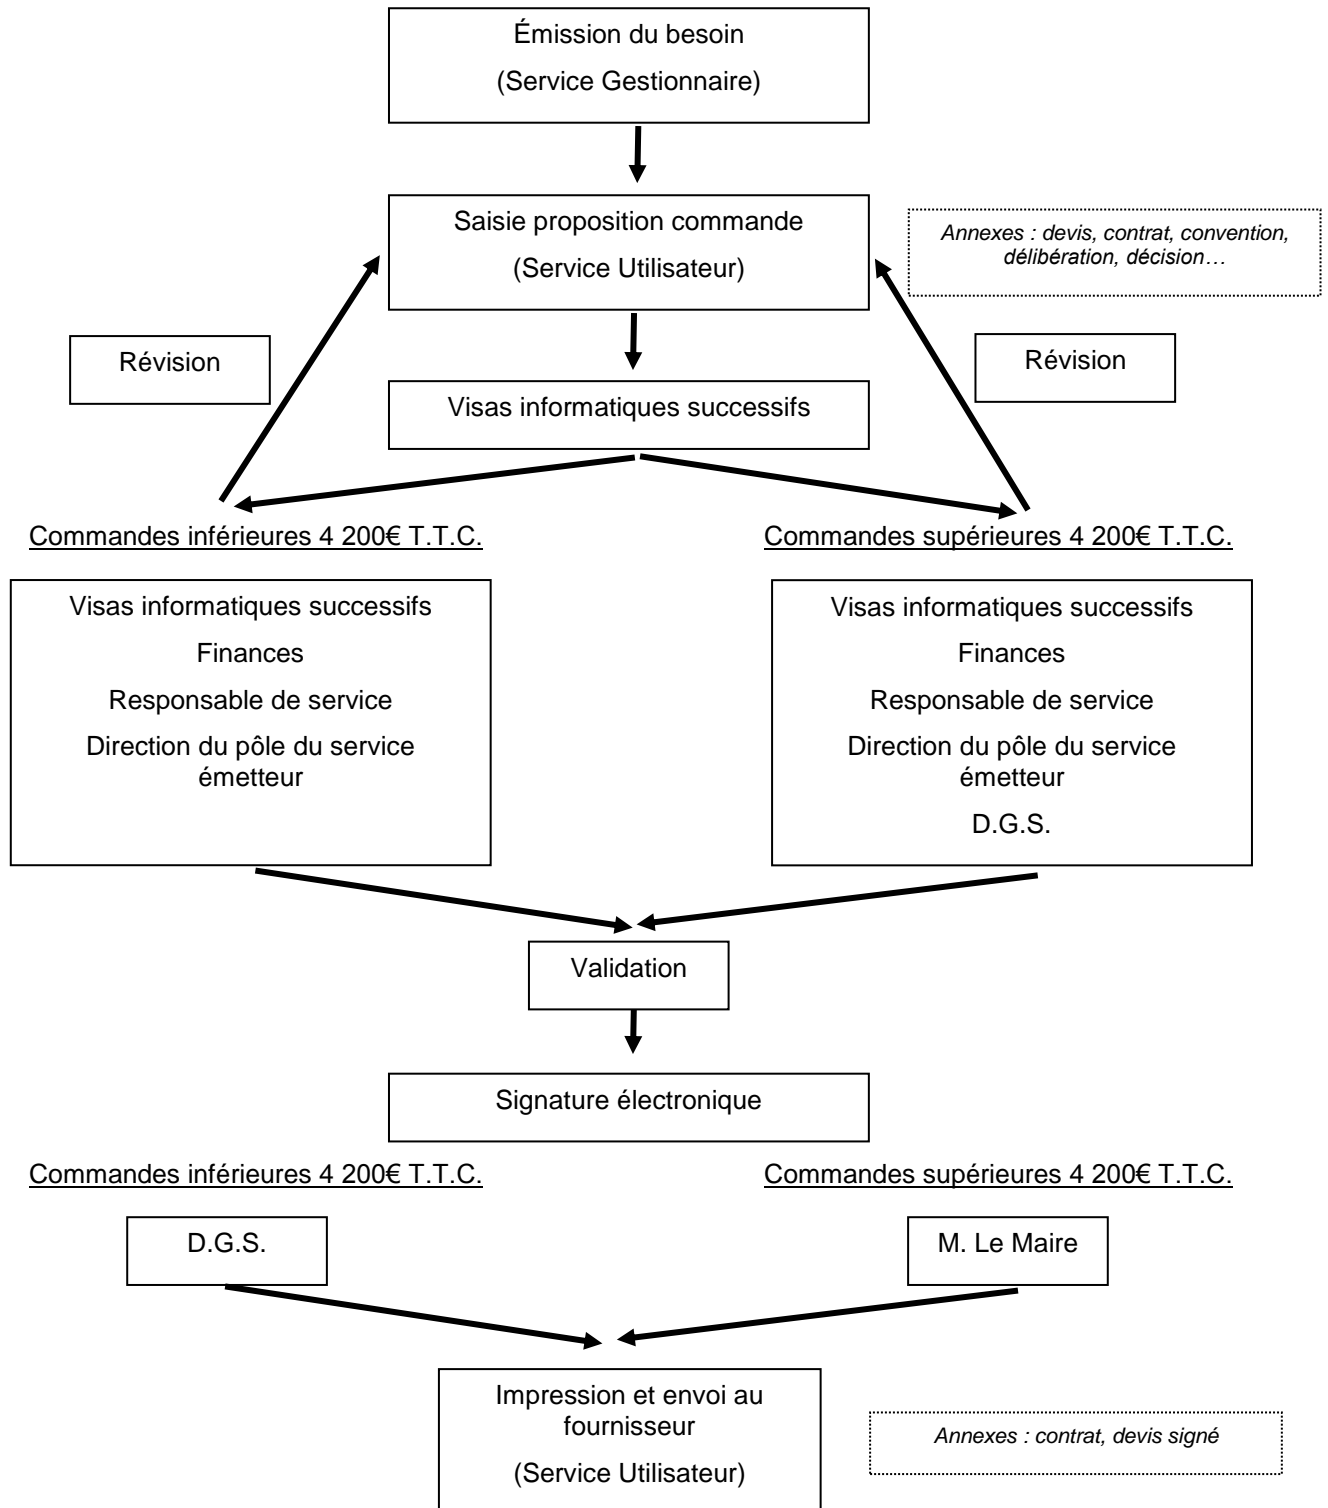 Émission du besoin
(Service Gestionnaire)
Saisie proposition commande
(Service Utilisateur)
Annexes : devis, contrat, convention,
délibération, décision…
Révision
Révision
Visas informatiques successifs
Commandes inférieures 4 200€ T.T.C.
Commandes supérieures 4 200€ T.T.C.
Visas informatiques successifs
Finances
Responsable de service
Direction du pôle du service
émetteur
Visas informatiques successifs
Finances
Responsable de service
Direction du pôle du service
émetteur
D.G.S.
Validation
Signature électronique
Commandes inférieures 4 200€ T.T.C.
Commandes supérieures 4 200€ T.T.C.
D.G.S.
M. Le Maire
Impression et envoi au
fournisseur
(Service Utilisateur)
Annexes : contrat, devis signé